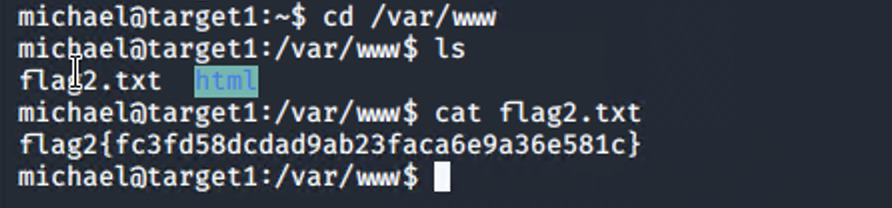 michael@target1:~$ cd /var/www
michael@target1:/var/www$ ls
flag2.txt  html
michael@target1:/var/www$ cat flag2.txt
flag2{fc3fd58dcdad9ab23faca6e9a36e581c}
michael@target1:/var/www$